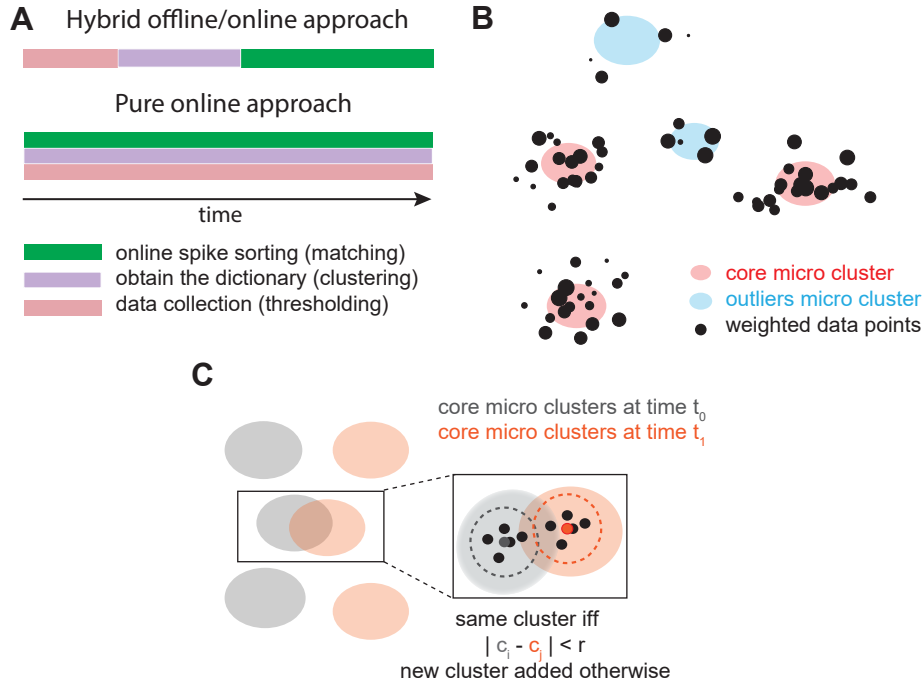 A
Hybrid offline/online approach
Pure online approach
time
online spike sorting (matching)
obtain the dictionary (clustering)
data collection (thresholding)
B
core micro cluster
outliers micro cluster
weighted data points
C
core micro clusters at time t0
core micro clusters at time t1
same cluster iff
| ci - cj | < r
new cluster added otherwise